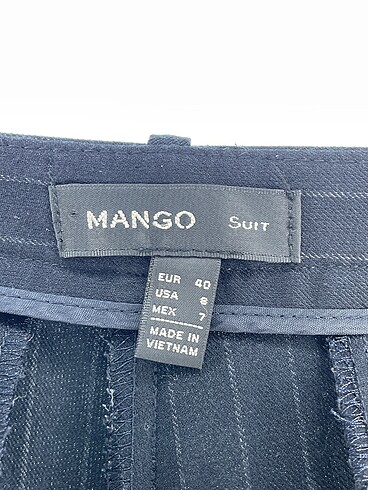 MANGO SUIT
EUR 40
USA 8
MEX 7
MADE IN
VIETNAM